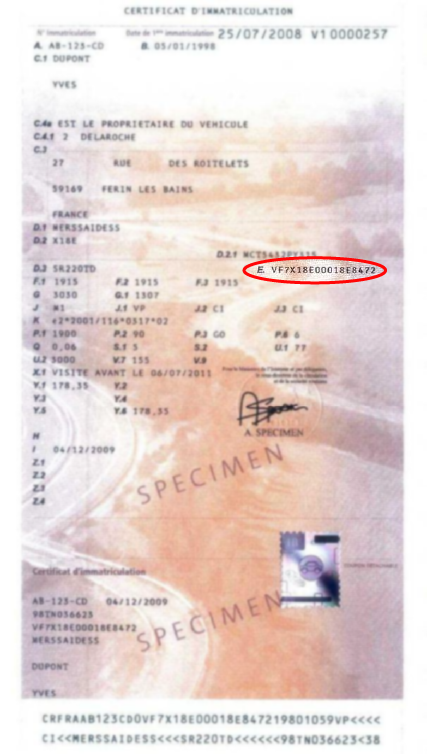 CERTIFICAT D'IMMATRICULATION
N° Immatriculation Date de 1ère immatriculation 25/07/2008 V10000257
A. AB-123-CD B. 05/01/1998
C.1 DUPONT
YVES
C.4a EST LE PROPRIETAIRE DU VEHICULE
C.4.1 2 DELAROCHE
C.3
27 RUE DES ROITELETS
59169 FERIN LES BAINS
FRANCE
D.1 MERSSAIDESS
D.2 X18E
D.2.1
D.3 SR220TD E. VF7X18E00018E8472
F.1 1915 F.2 1915 F.3 1915
G 3030 G.1 1307
J M1 J.1 VP J.2 CI J.3 CI
K e2*2001/116*0317*02
P.1 1900 P.2 90 P.3 GO P.6 6
Q 0,06 S.1 5 S.2 U.1 77
U.2 3000 V.7 155 V.9
X.1 VISITE AVANT LE 06/07/2011
Y.1 178,35 Y.2
Y.3 Y.4
Y.5 Y.6 178,35
A. SPECIMEN
H
I 04/12/2009
Z.1
Z.2
Z.3
Z.4
SPECIMEN
Certificat d'immatriculation
AB-123-CD 04/12/2009
98TN036623
VF7X18E00018E8472
MERSSAIDESS
SPECIMEN
DUPONT
YVES
CRFRAAB123CD0VF7X18E00018E847219801059VP<<<<
CI<<MERSSAIDESS<<<SR220TD<<<<<<98TN036623<38